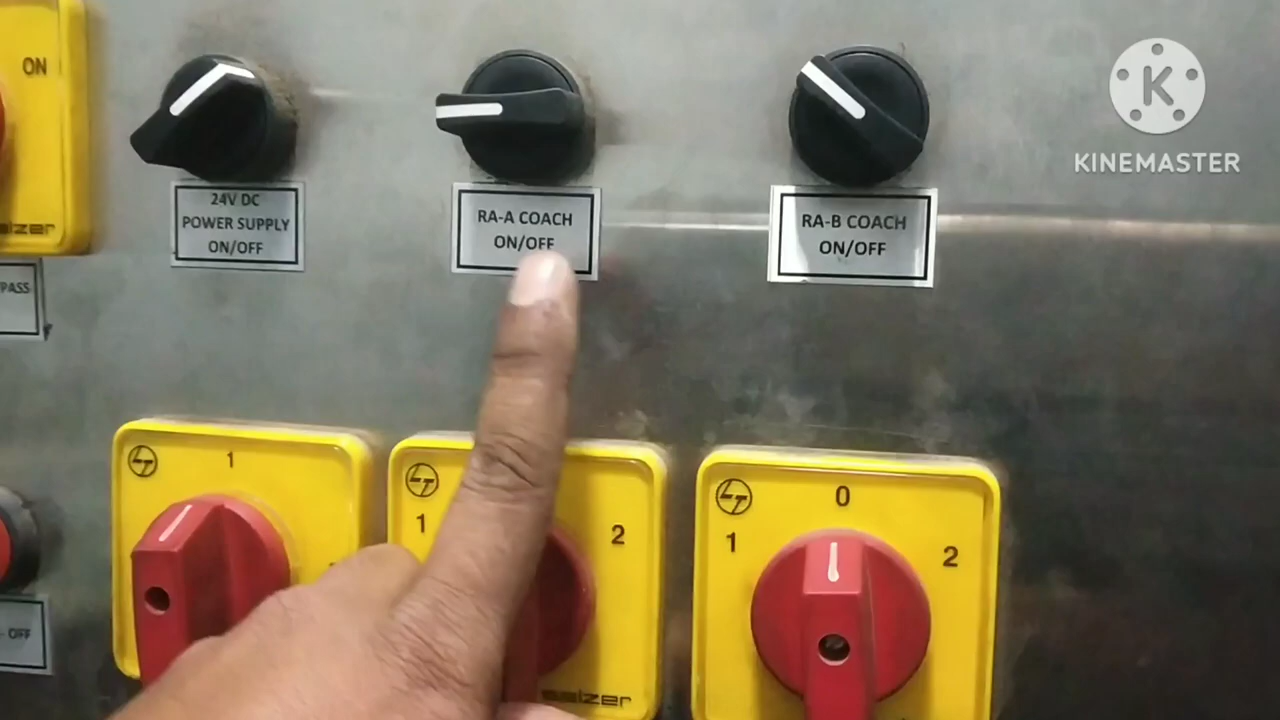 ON
K
KINEMASTER
24V DC
POWER SUPPLY
ON/OFF
RA-A COACH
ON/OFF
RA-B COACH
ON/OFF
PASS
1
1
2
0
1
2
- OFF
salzer